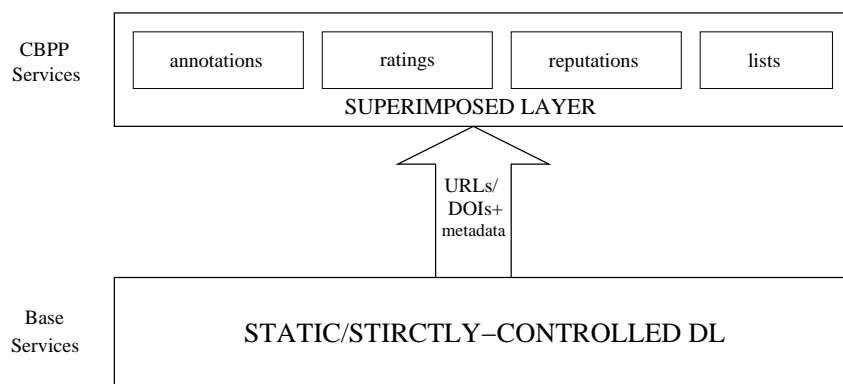 CBPP
Services
annotations
ratings
reputations
lists
SUPERIMPOSED LAYER
URLs/
DOIs+
metadata
Base
Services
STATIC/STIRCTLY–CONTROLLED DL